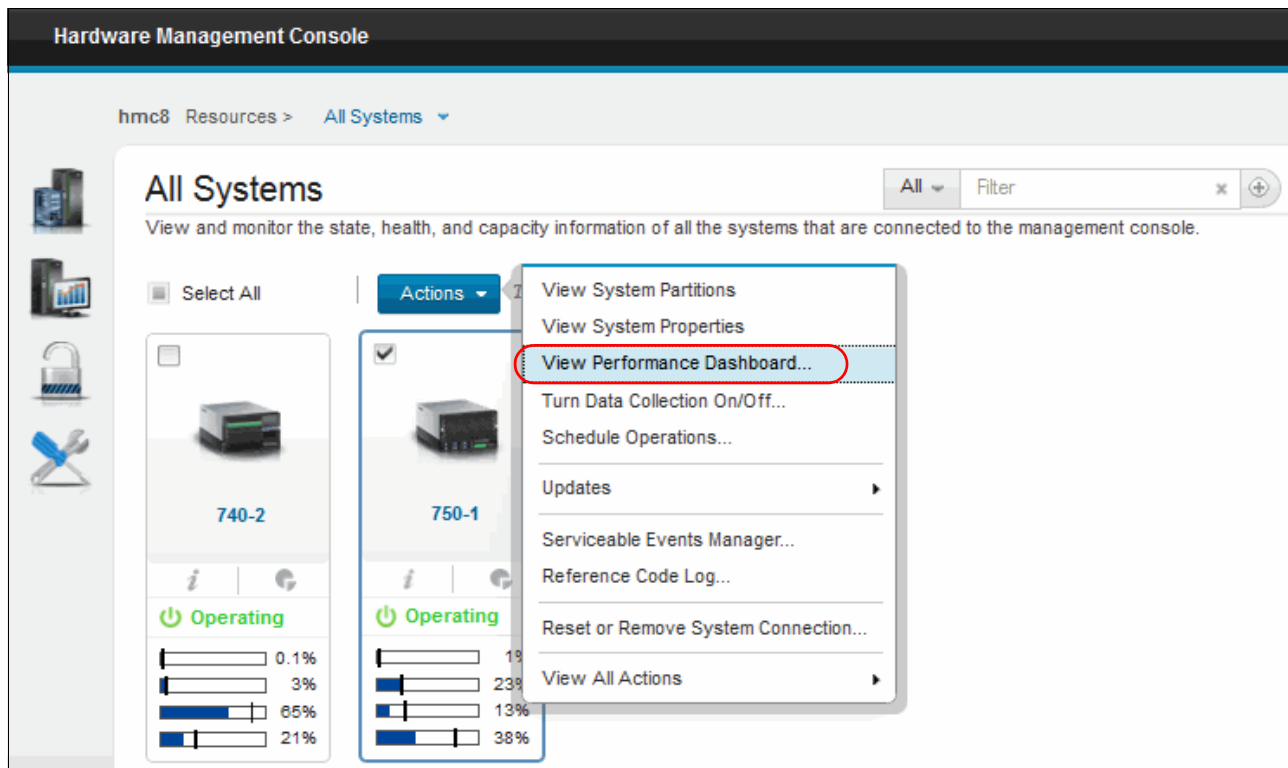 Hardware Management Console
hmc8 Resources > All Systems
All Systems
All Filter
View and monitor the state, health, and capacity information of all the systems that are connected to the management console.
Select All
Actions
View System Partitions
View System Properties
View Performance Dashboard...
Turn Data Collection On/Off...
Schedule Operations...
Updates
Serviceable Events Manager...
Reference Code Log...
Reset or Remove System Connection...
View All Actions
740-2
Operating
0.1%
3%
65%
21%
750-1
Operating
13%
38%